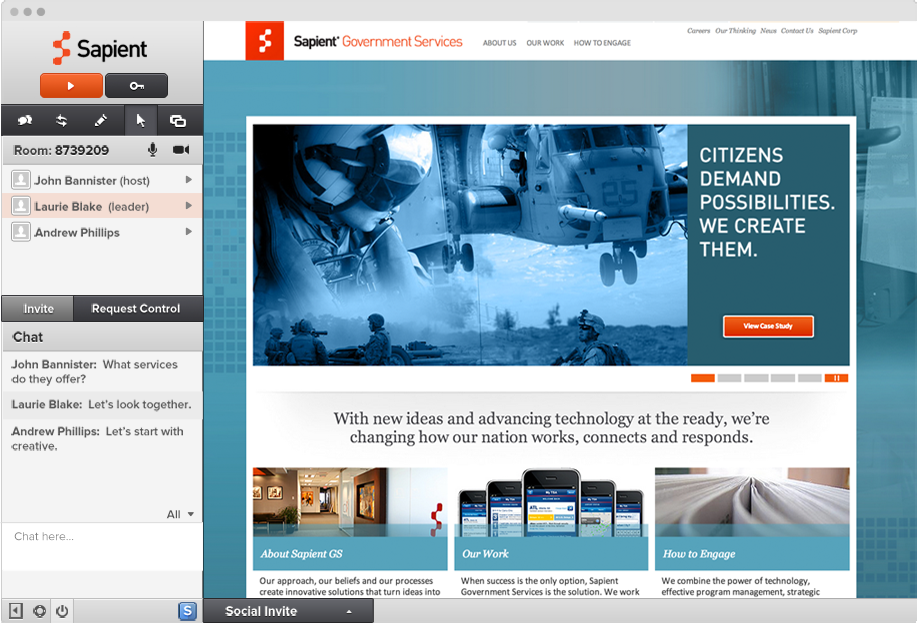 Sapient
Room: 8739209
John Bannister (host)
Laurie Blake (leader)
Andrew Phillips
Invite
Request Control
Chat
John Bannister: What services
do they offer?
Laurie Blake: Let's look together.
Andrew Phillips: Let's start with
creative.
All
Chat here...
S
Sapient Government Services
ABOUT US OUR WORK HOW TO ENGAGE
Careers Our Thinking News Contact Us Sapient Corp
25
CITIZENS
DEMAND
POSSIBILITIES.
WE CREATE
THEM.
View Case Study
With new ideas and advancing technology at the ready, we're
changing how our nation works, connects and responds.
About Sapient GS
Our approach, our beliefs and our processes
create innovative solutions that turn ideas into
Our Work
When success is the only option, Sapient
Government Services is the solution. We work
How to Engage
We combine the power of technology,
effective program management, strategic
Social Invite